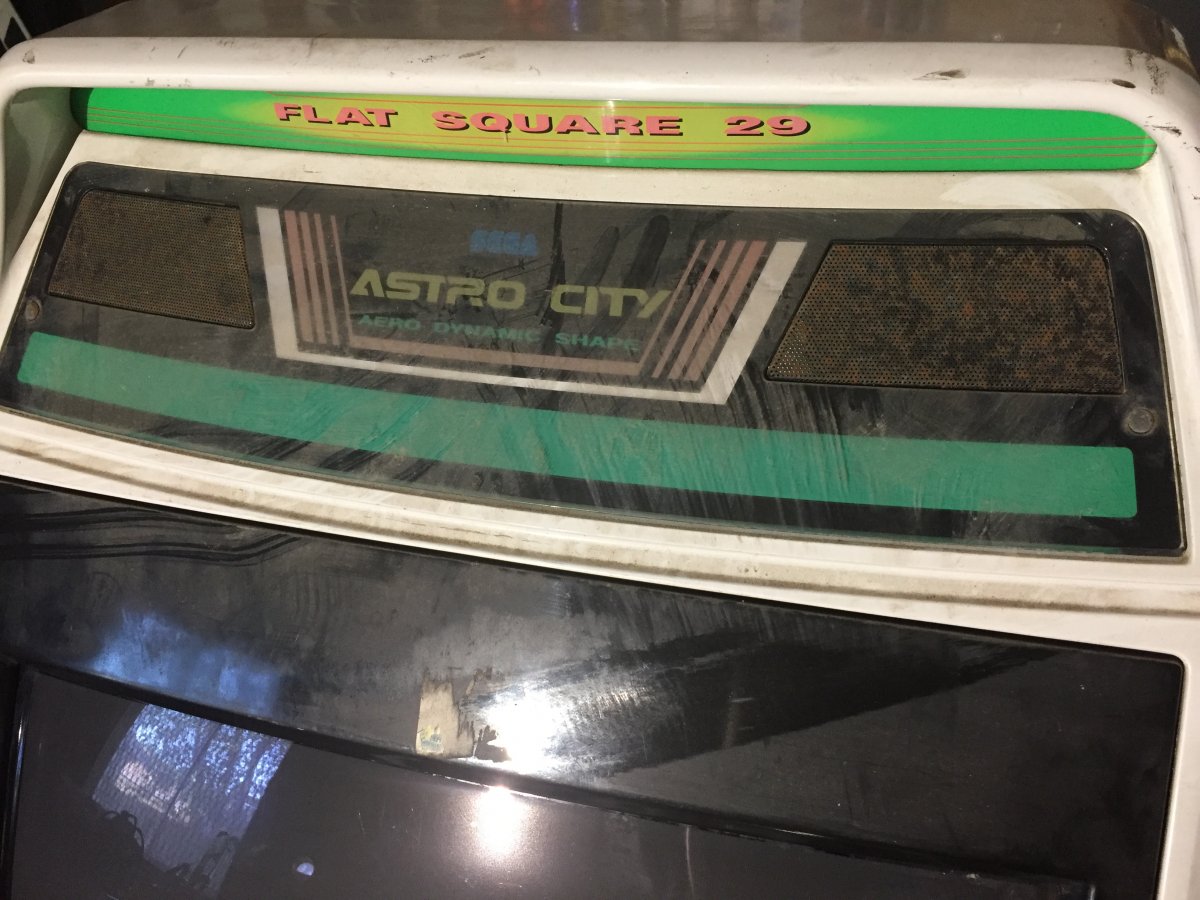 FLAT SQUARE 29
SEGA
ASTRO CITY
AERO DYNAMIC SHAPE